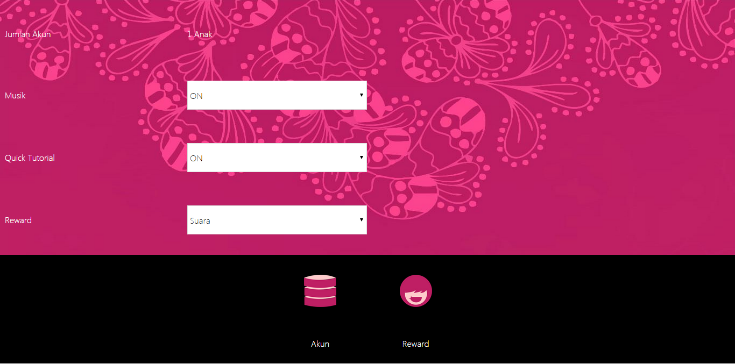 Jumlah Akun 1 Anak
Musik ON
Quick Tutorial ON
Reward Suara
Akun Reward